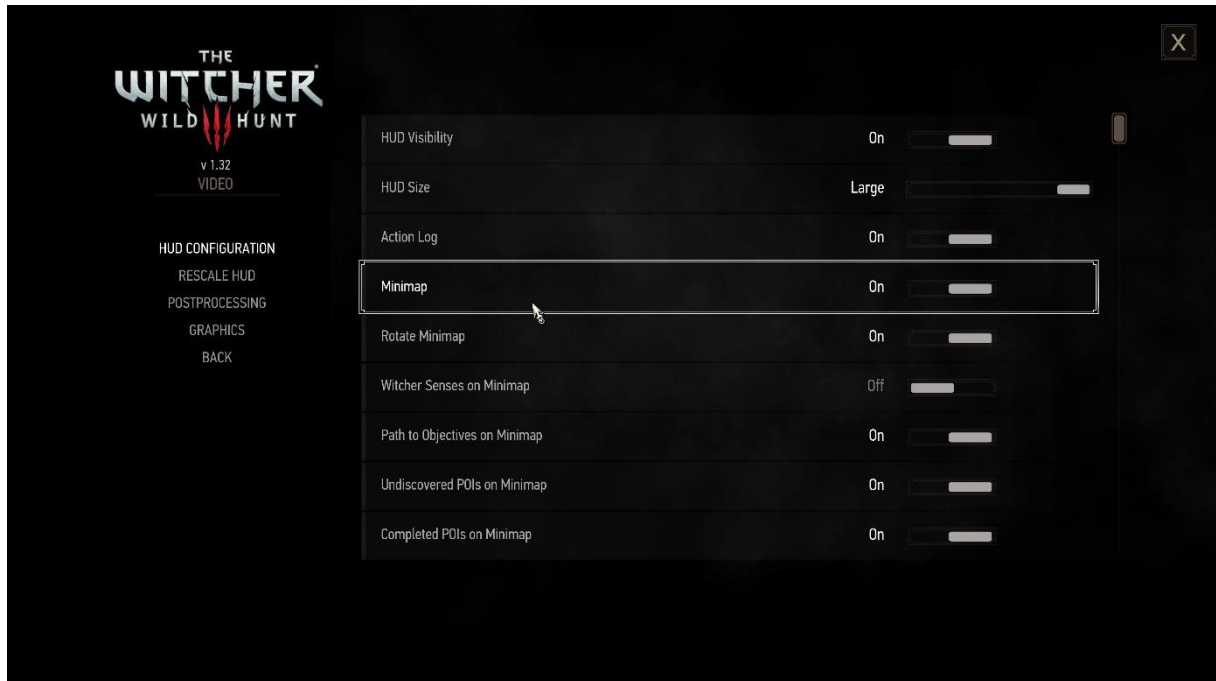 THE
WITCHER
WILD HUNT
v 1.32
VIDEO
HUD CONFIGURATION
RESCALE HUD
POSTPROCESSING
GRAPHICS
BACK
X
HUD Visibility On
HUD Size Large
Action Log On
Minimap On
Rotate Minimap On
Witcher Senses on Minimap Off
Path to Objectives on Minimap On
Undiscovered POIs on Minimap On
Completed POIs on Minimap On